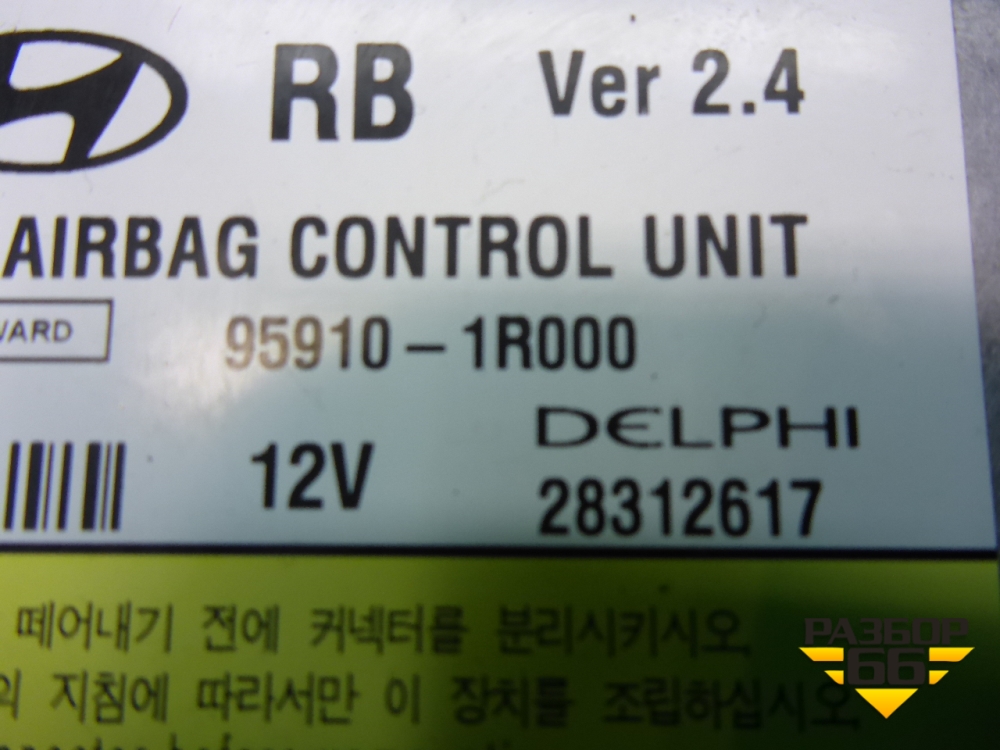 RB Ver 2.4
AIRBAG CONTROL UNIT
WARD 95910-1R000
DELPHI
12V 28312617
떼어내기 전에 커넥터를 분리시키시오
지침에 따라서만 이 장치를 조립하십시오
РАЗБОР
66